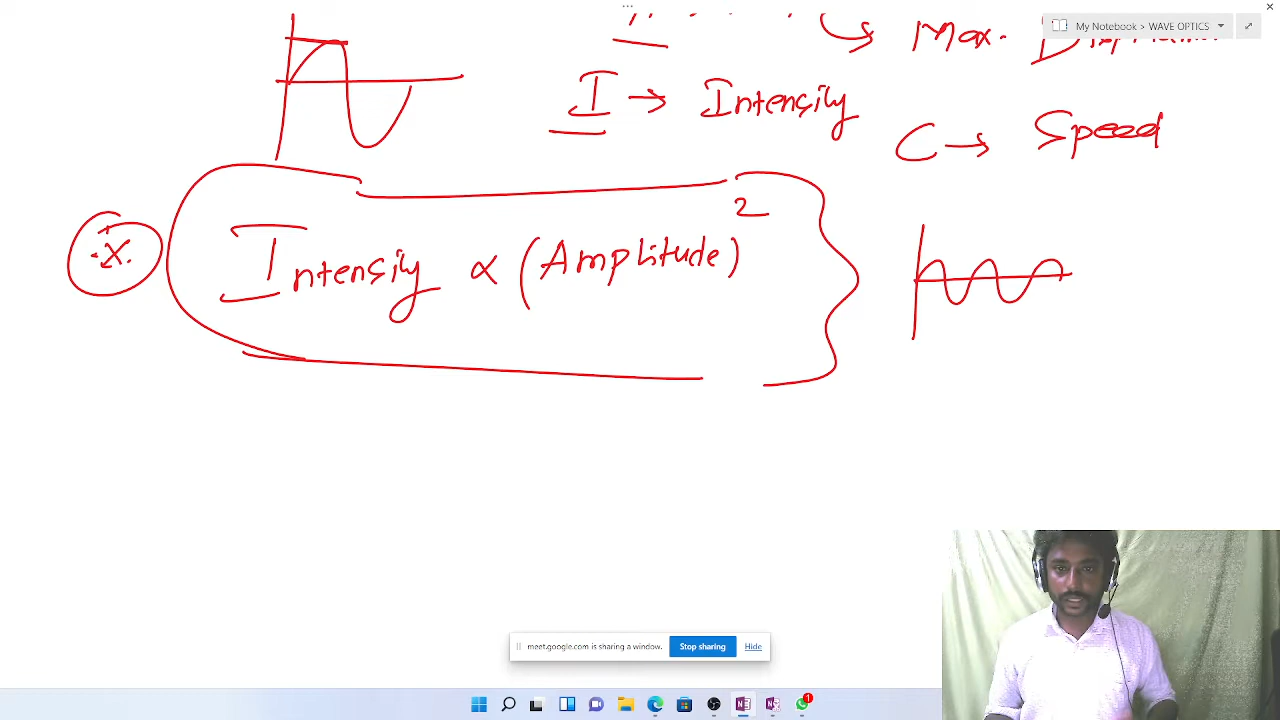 My Notebook > WAVE OPTICS
Max.
I → Intensity
C → Speed
Intensity ∝ (Amplitude)²
meet.google.com is sharing a window.
Stop sharing
Hide
1